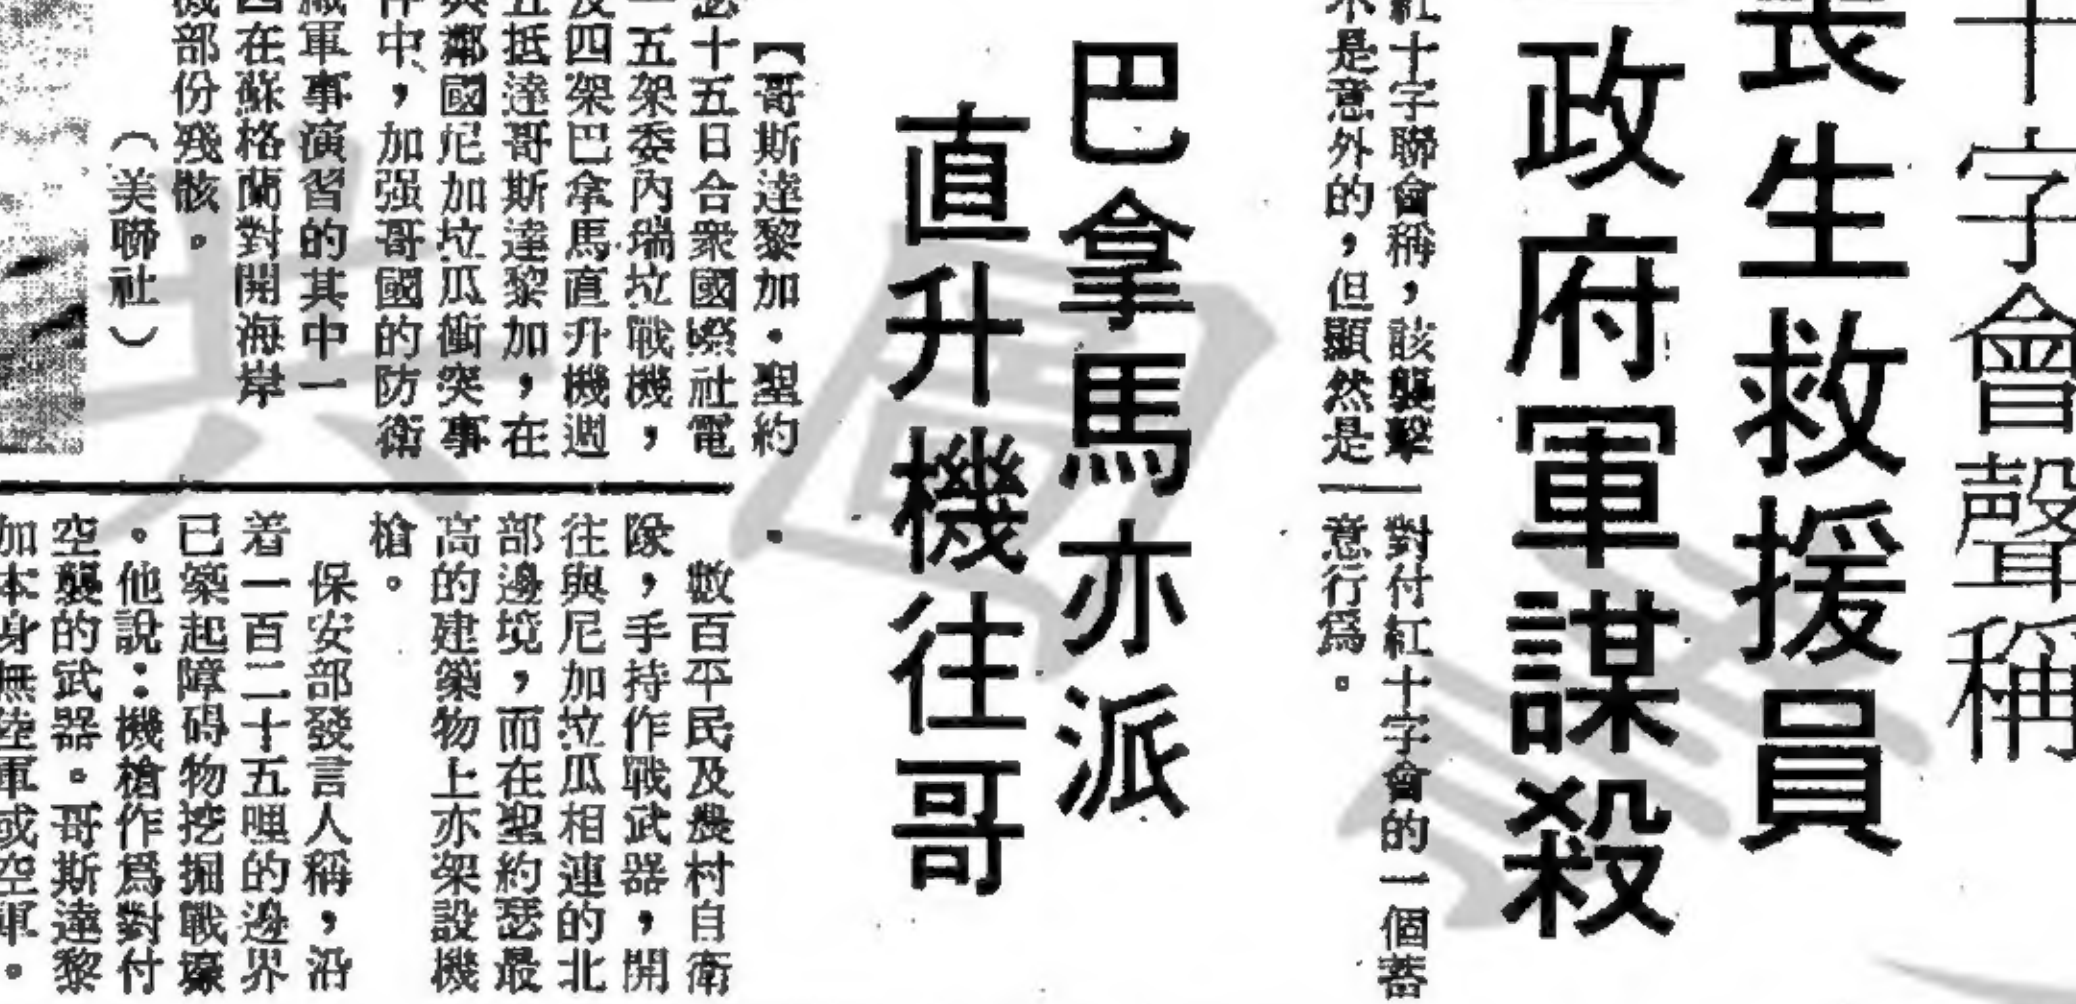 十字會聲稱
喪生救援員
政府軍謀殺
紅十字聯會稱，該襲擊
不是意外的，但顯然是
對付紅十字會的一個蓄
意行為。
巴拿馬亦派
直升機往哥
【哥斯達黎加・聖約
瑟十五日合衆國際社電
一五架委內瑞拉戰機，
及四架巴拿馬直升機週
五抵達哥斯達黎加，在
與鄰國尼加拉瓜衝突事
件中，加强哥國的防衛
。
數百平民及農村自衛
隊，手持作戰武器，開
往與尼加拉瓜相連的北
部邊境，而在聖約瑟最
高的建築物上亦架設機
槍。
保安部發言人稱，沿
着一百二十五哩的邊界
已築起障碍物挖掘戰壕
。他說：機槍作爲對付
空襲的武器。哥斯達黎
加本身無陸軍或空軍。
軍事演習的其中一
四在蘇格蘭對開海岸
機部份殘骸。
（美聯社）